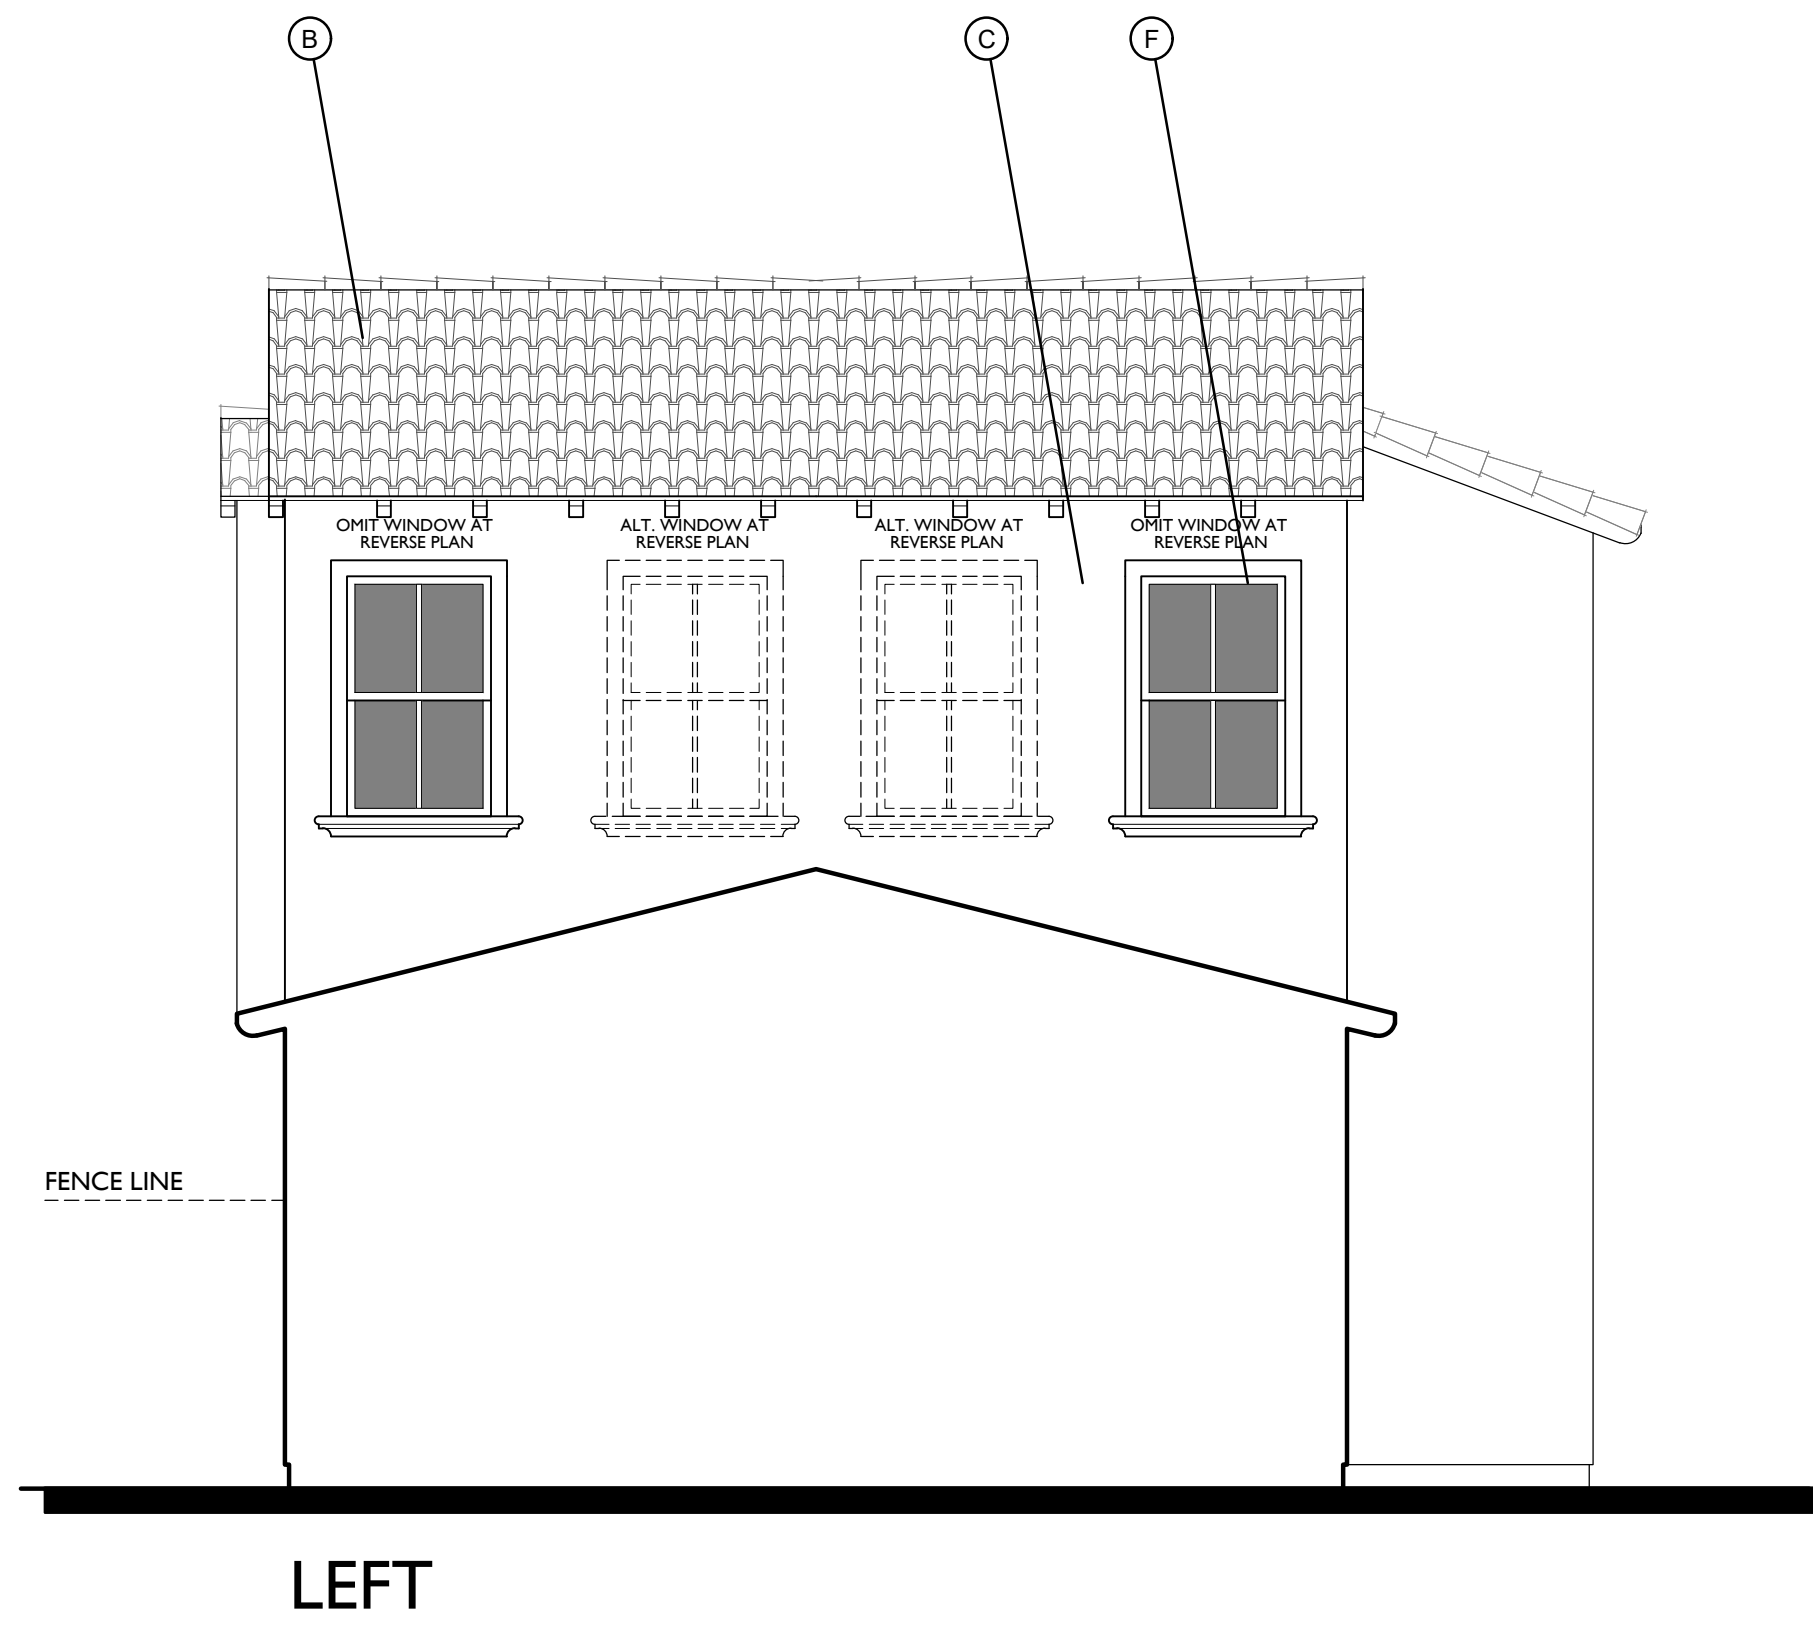 B
C
F
OMIT WINDOW AT
REVERSE PLAN
ALT. WINDOW AT
REVERSE PLAN
ALT. WINDOW AT
REVERSE PLAN
OMIT WINDOW AT
REVERSE PLAN
FENCE LINE
LEFT